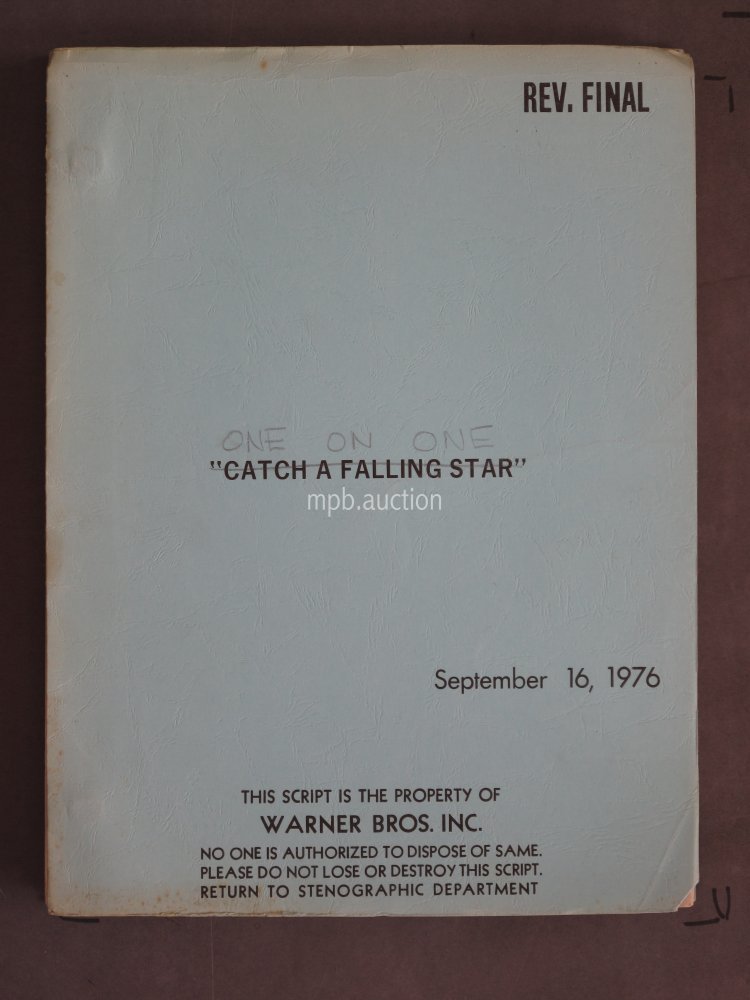 REV. FINAL
ONE ON ONE
"CATCH A FALLING STAR"
mpb.auction
September 16, 1976
THIS SCRIPT IS THE PROPERTY OF
WARNER BROS. INC.
NO ONE IS AUTHORIZED TO DISPOSE OF SAME.
PLEASE DO NOT LOSE OR DESTROY THIS SCRIPT.
RETURN TO STENOGRAPHIC DEPARTMENT